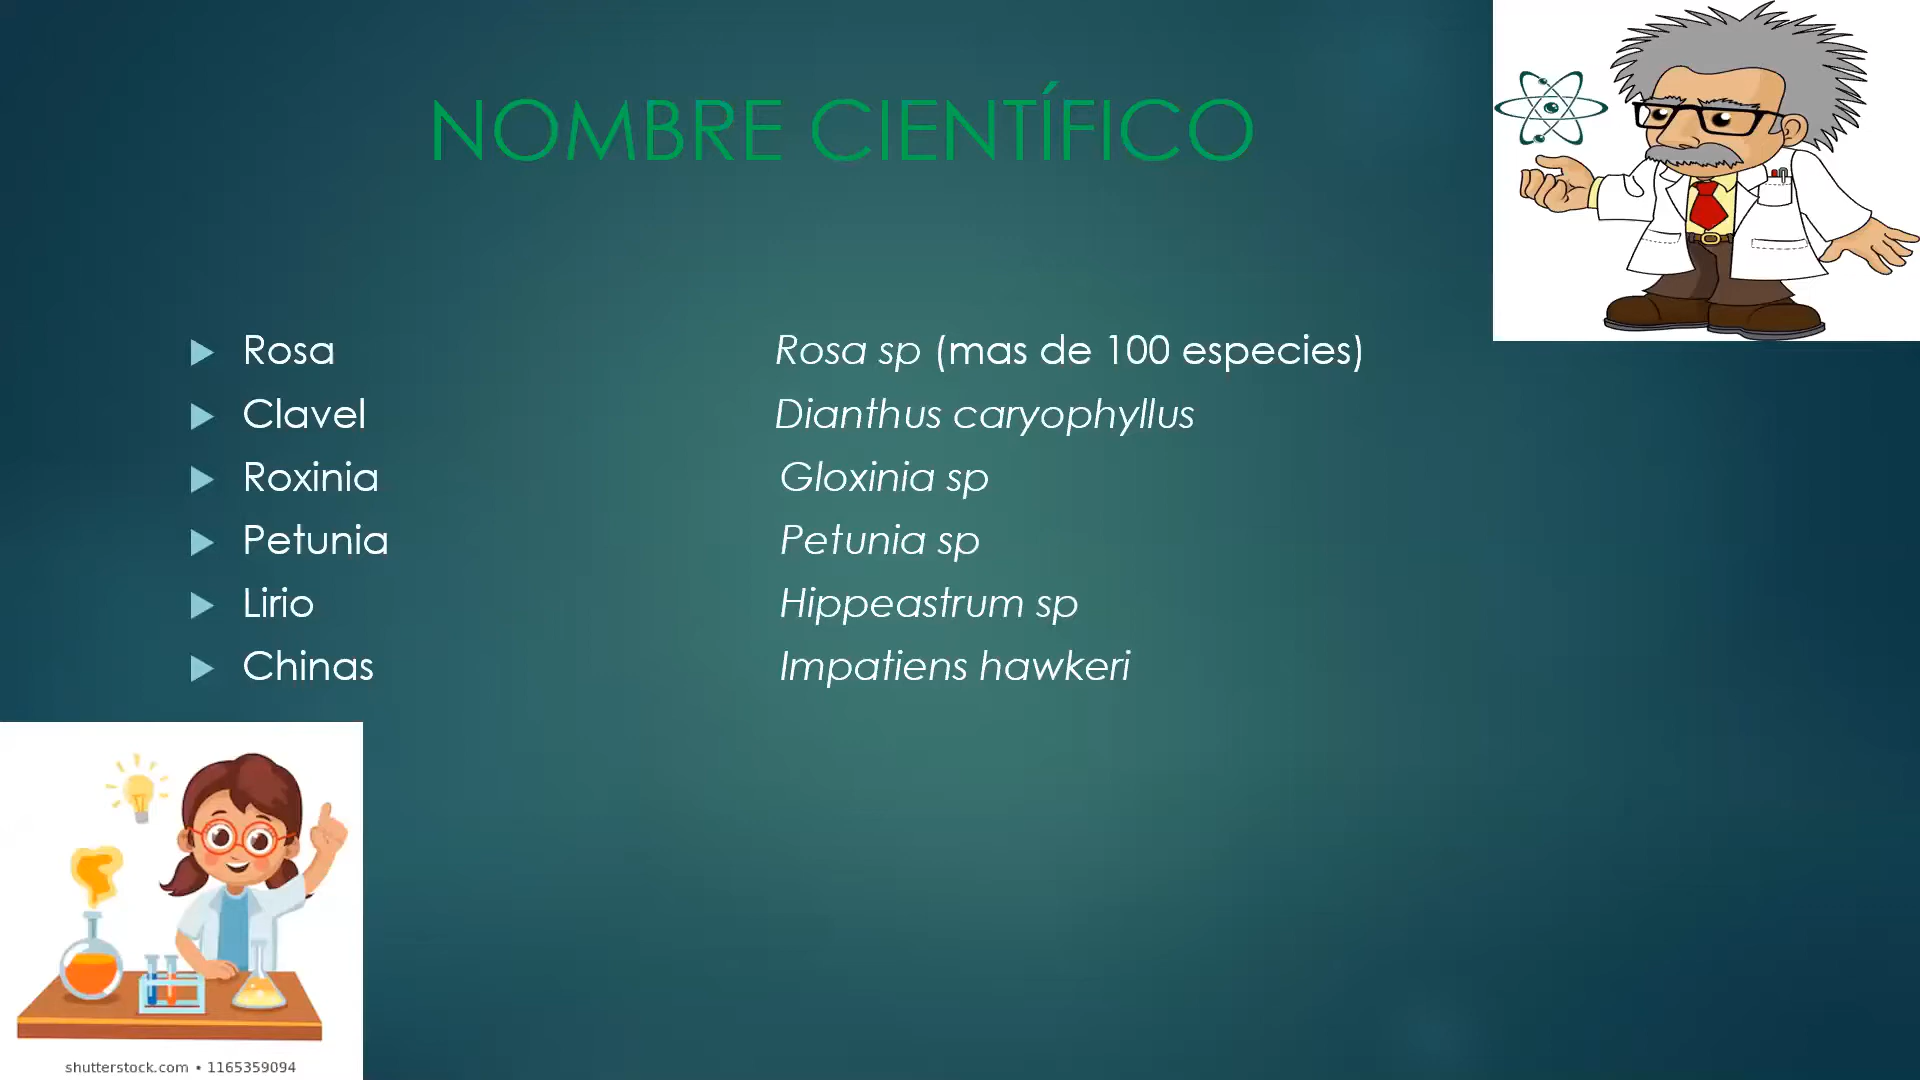 NOMBRE CIENTÍFICO
Rosa Rosa sp (mas de 100 especies)
Clavel Dianthus caryophyllus
Roxinia Gloxinia sp
Petunia Petunia sp
Lirio Hippeastrum sp
Chinas Impatiens hawkeri
shutterstock.com • 1165359094